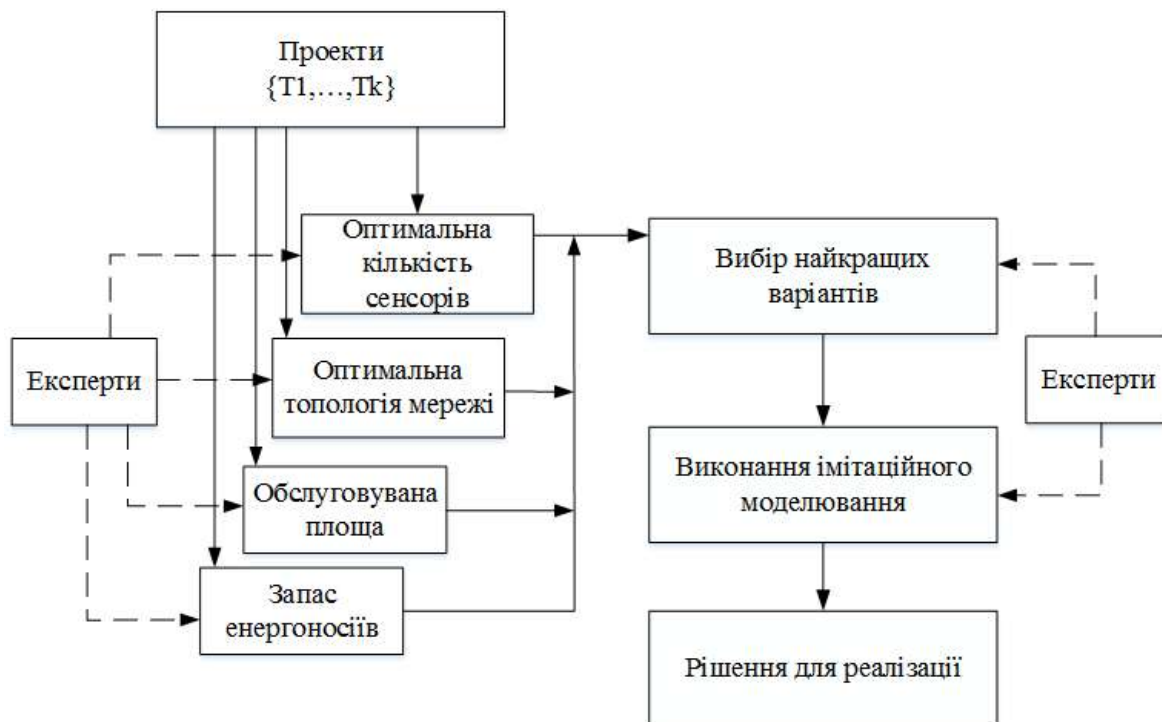 Проекти
{T1,…,Tk}
Оптимальна
кількість
сенсорів
Вибір найкращих
варіантів
Експерти
Оптимальна
топологія мережі
Експерти
Виконання імітаційного
моделювання
Обслуговувана
площа
Запас
енергоносіїв
Рішення для реалізації